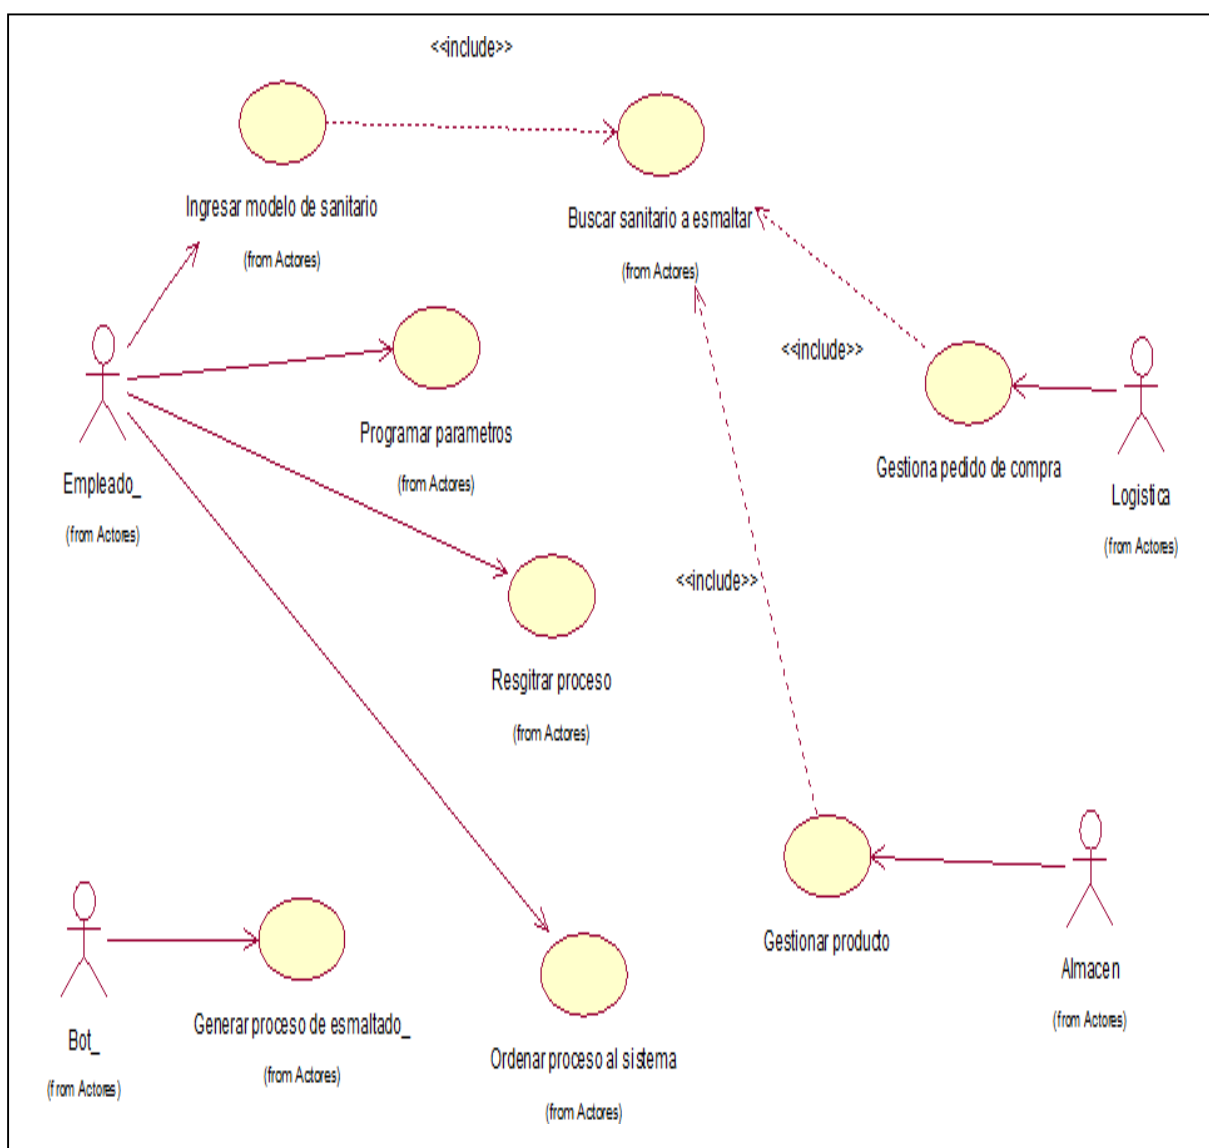 <<include>>
Ingresar modelo de sanitario
(from Actores)
Buscar sanitario a esmaltar
(from Actores)
<<include>>
Programar parametros
(from Actores)
Empleado_
(from Actores)
Gestiona pedido de compra
Logistica
(from Actores)
<<include>>
Resgitrar proceso
(from Actores)
Gestionar producto
Almacen
(from Actores)
Generar proceso de esmaltado_
(from Actores)
Bot_
(from Actores)
Ordenar proceso al sistema
(from Actores)